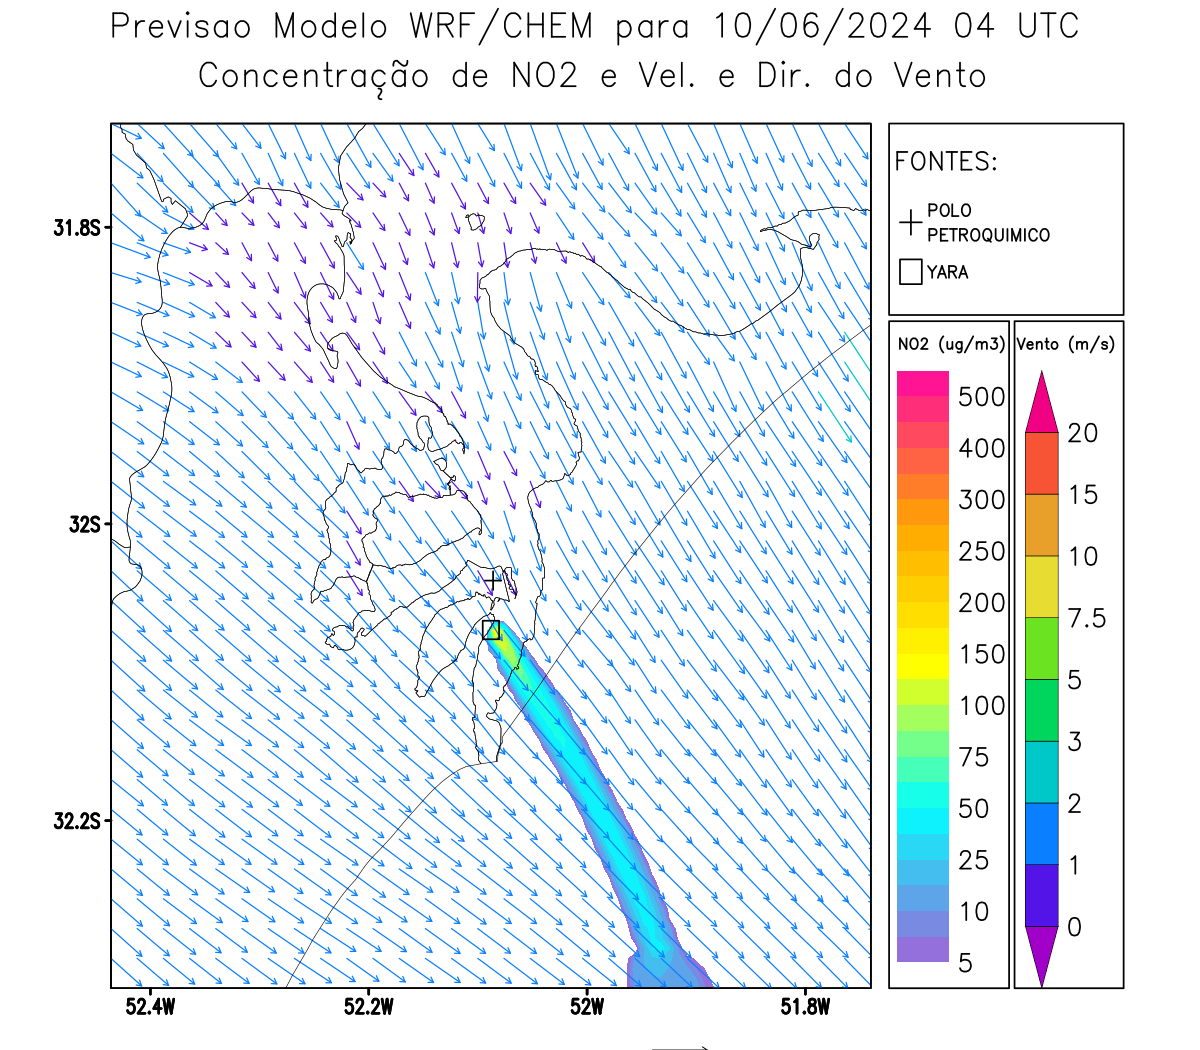 Previsao Modelo WRF/CHEM para 10/06/2024 04 UTC
Concentração de NO2 e Vel. e Dir. do Vento
FONTES:
POLO
PETROQUIMICO
YARA
NO2 (ug/m3)
500
400
300
250
200
150
100
75
50
25
10
5
Vento (m/s)
20
15
10
7.5
5
3
2
1
0
31.8S
32S
32.2S
52.4W
52.2W
52W
51.8W